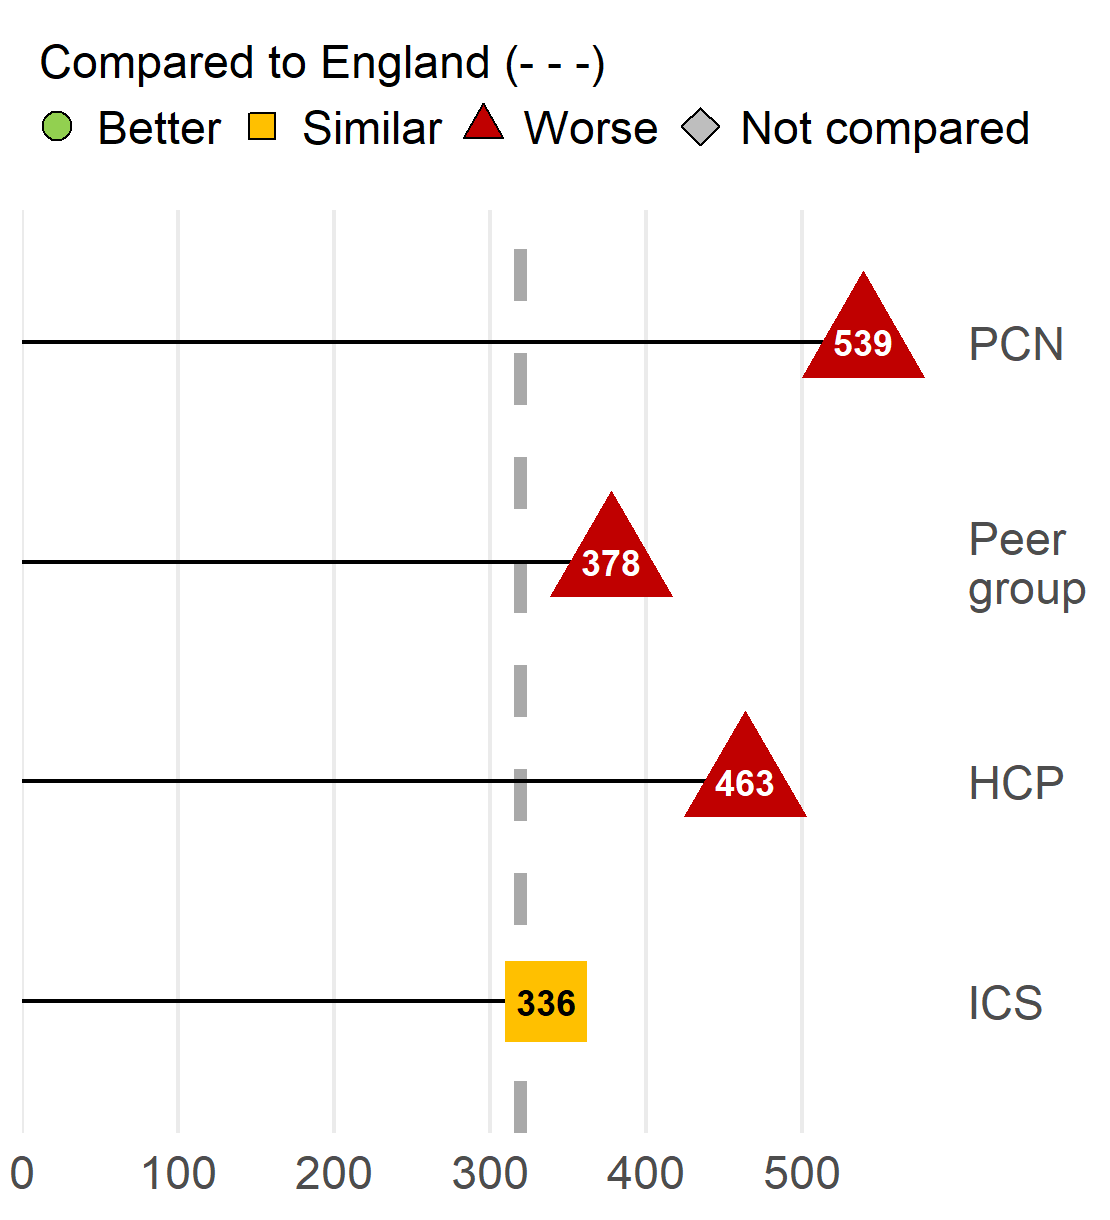 Compared to England (- - -)
Better Similar Worse Not compared
539 PCN
Peer
378
group
463 HCP
336 ICS
0 100 200 300 400 500